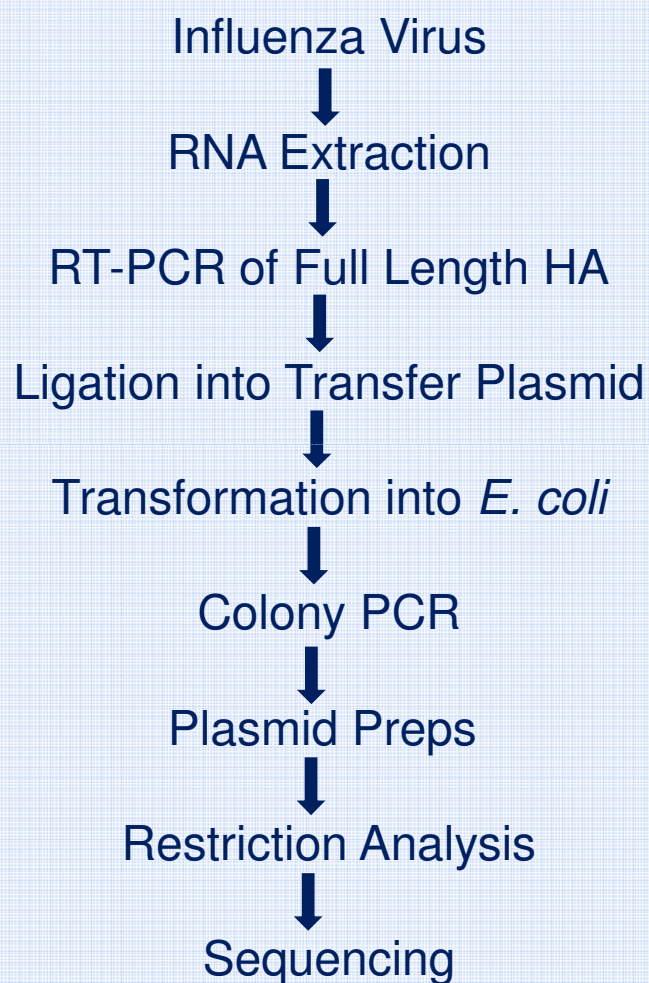 Influenza Virus
RNA Extraction
RT-PCR of Full Length HA
Ligation into Transfer Plasmid
Transformation into E. coli
Colony PCR
Plasmid Preps
Restriction Analysis
Sequencing